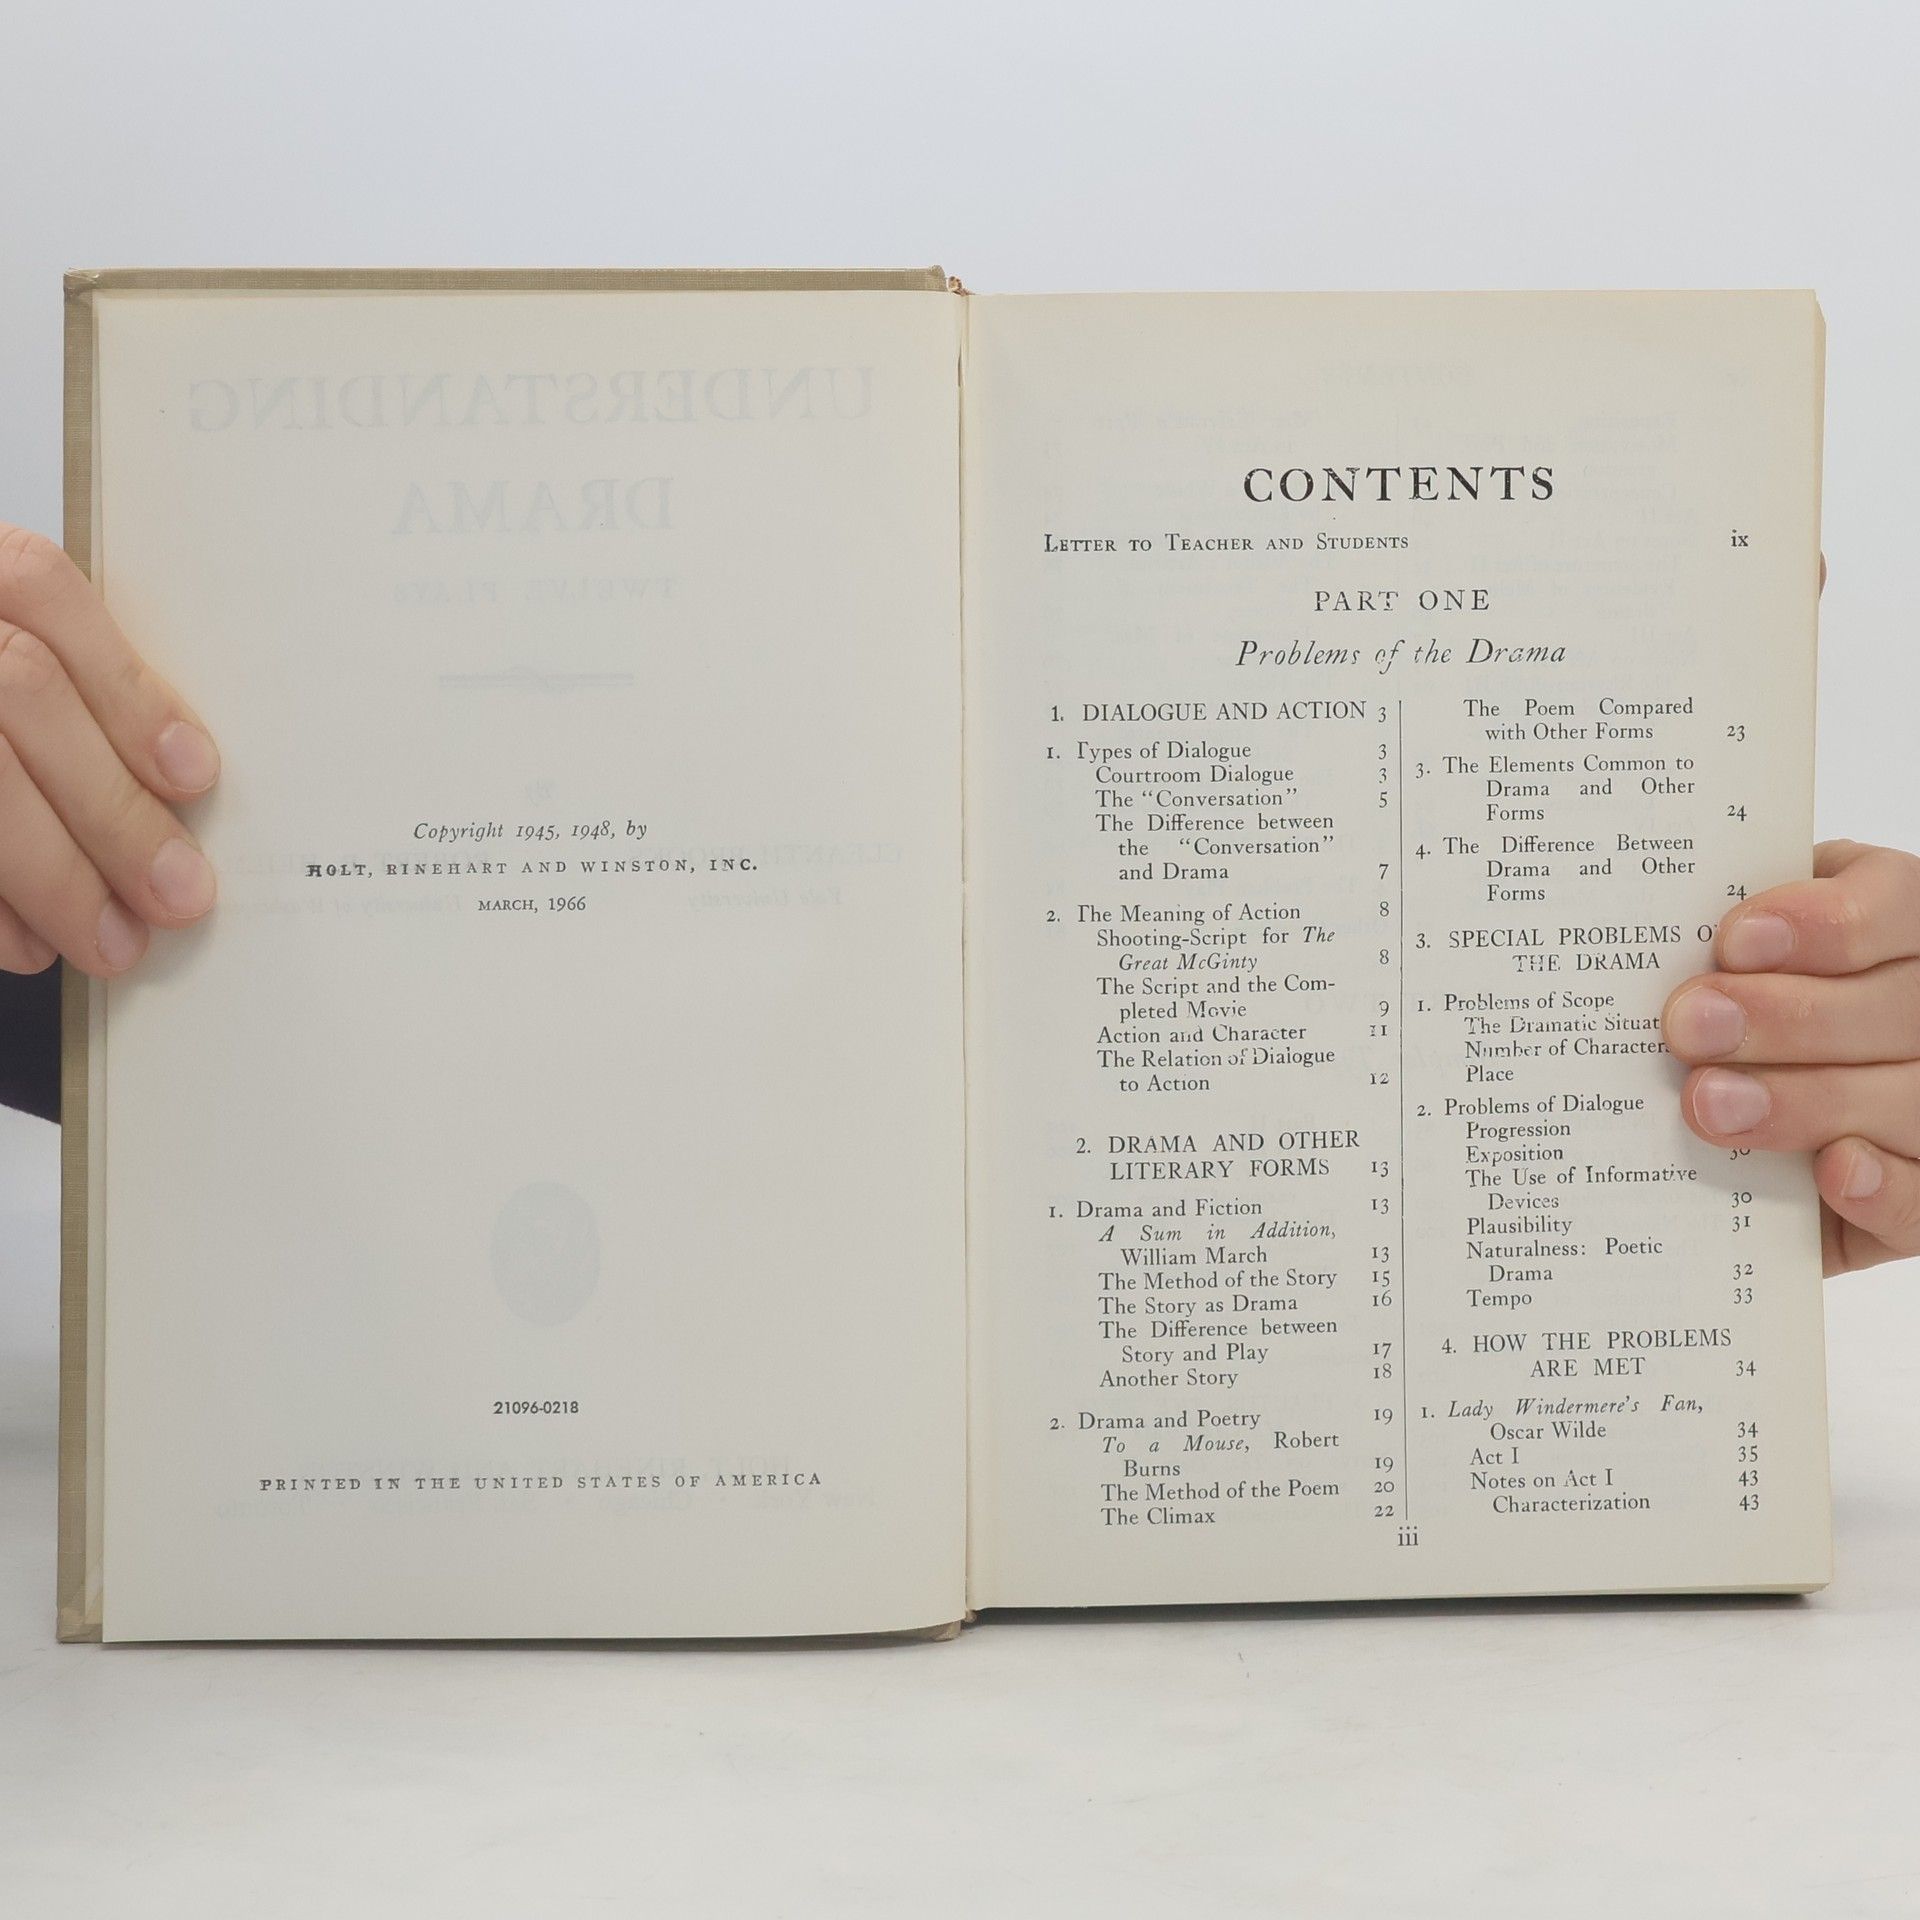 Copyright 1945, 1948, by
HOLT, RINEHART AND WINSTON, INC.
MARCH, 1966
21096-0218
PRINTED IN THE UNITED STATES OF AMERICA
CONTENTS
LETTER TO TEACHER AND STUDENTS ix
PART ONE
Problems of the Drama
1. DIALOGUE AND ACTION 3
1. Types of Dialogue 3
Courtroom Dialogue 3
The "Conversation" 5
The Difference between
the "Conversation"
and Drama 7
2. The Meaning of Action 8
Shooting-Script for The
Great McGinty 8
The Script and the Com-
pleted Movie 9
Action and Character 11
The Relation of Dialogue
to Action 12
2. DRAMA AND OTHER
LITERARY FORMS 13
1. Drama and Fiction 13
A Sum in Addition,
William March 13
The Method of the Story 15
The Story as Drama 16
The Difference between
Story and Play 17
Another Story 18
2. Drama and Poetry 19
To a Mouse, Robert
Burns 19
The Method of the Poem 20
The Climax 22
The Poem Compared
with Other Forms 23
3. The Elements Common to
Drama and Other
Forms 24
4. The Difference Between
Drama and Other
Forms 24
3. SPECIAL PROBLEMS
THE DRAMA
1. Problems of Scope
The Dramatic
Number of
Place
2. Problems of Dialogue
Progression
Exposition 30
The Use of Informative
Devices 30
Plausibility 31
Naturalness: Poetic
Drama 32
Tempo 33
4. HOW THE PROBLEMS
ARE MET 34
1. Lady Windermere's Fan,
Oscar Wilde 34
Act I 35
Notes on Act I 43
Characterization 43
iii